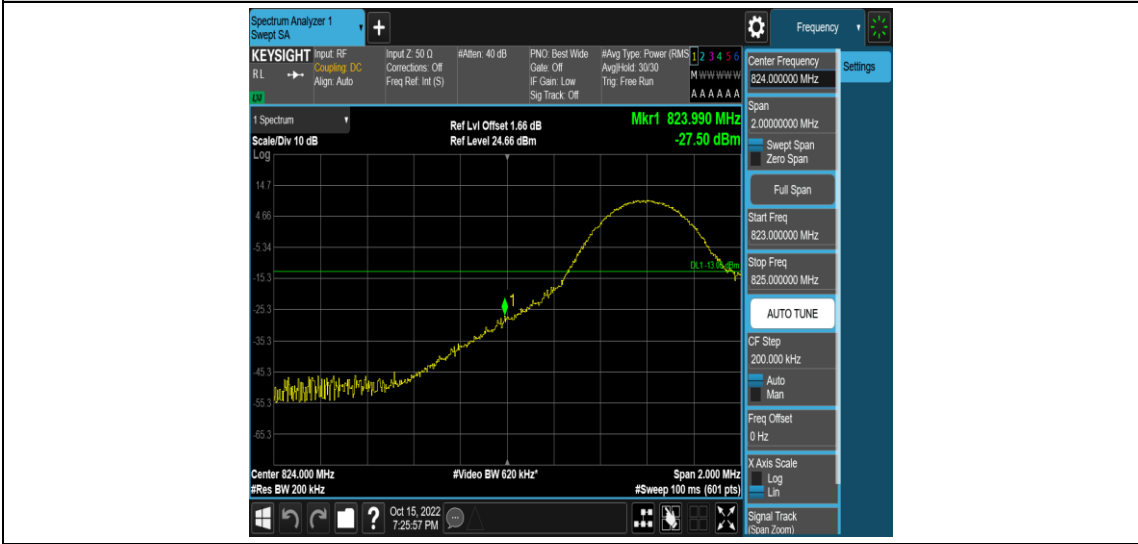 Spectrum Analyzer 1
Swept SA
+
Frequency
KEYSIGHT
RL
LXI
Input: RF
Coupling: DC
Align: Auto
Input Z: 50 Ω
Corrections: Off
Freq Ref: Int (S)
#Atten: 40 dB
PNO: Best Wide
Gate: Off
IF Gain: Low
Sig Track: Off
#Avg Type: Power (RMS
Avg|Hold: 30/30
Trig: Free Run
1 2 3 4 5 6
M W W W W W
A A A A A A
1 Spectrum
Scale/Div 10 dB
Log
Ref Lvl Offset 1.66 dB
Ref Level 24.66 dBm
Mkr1 823.990 MHz
-27.50 dBm
14.7
4.66
-5.34
-15.3
-25.3
-35.3
-45.3
-55.3
-65.3
1
DL1 -13.00 dBm
Center 824.000 MHz
#Res BW 200 kHz
#Video BW 620 kHz*
Span 2.000 MHz
#Sweep 100 ms (601 pts)
?
Oct 15, 2022
7:25:57 PM
Center Frequency
824.000000 MHz
Span
2.00000000 MHz
Swept Span
Zero Span
Full Span
Start Freq
823.000000 MHz
Stop Freq
825.000000 MHz
AUTO TUNE
CF Step
200.000 kHz
Auto
Man
Freq Offset
0 Hz
X Axis Scale
Log
Lin
Signal Track
(Span Zoom)
Settings